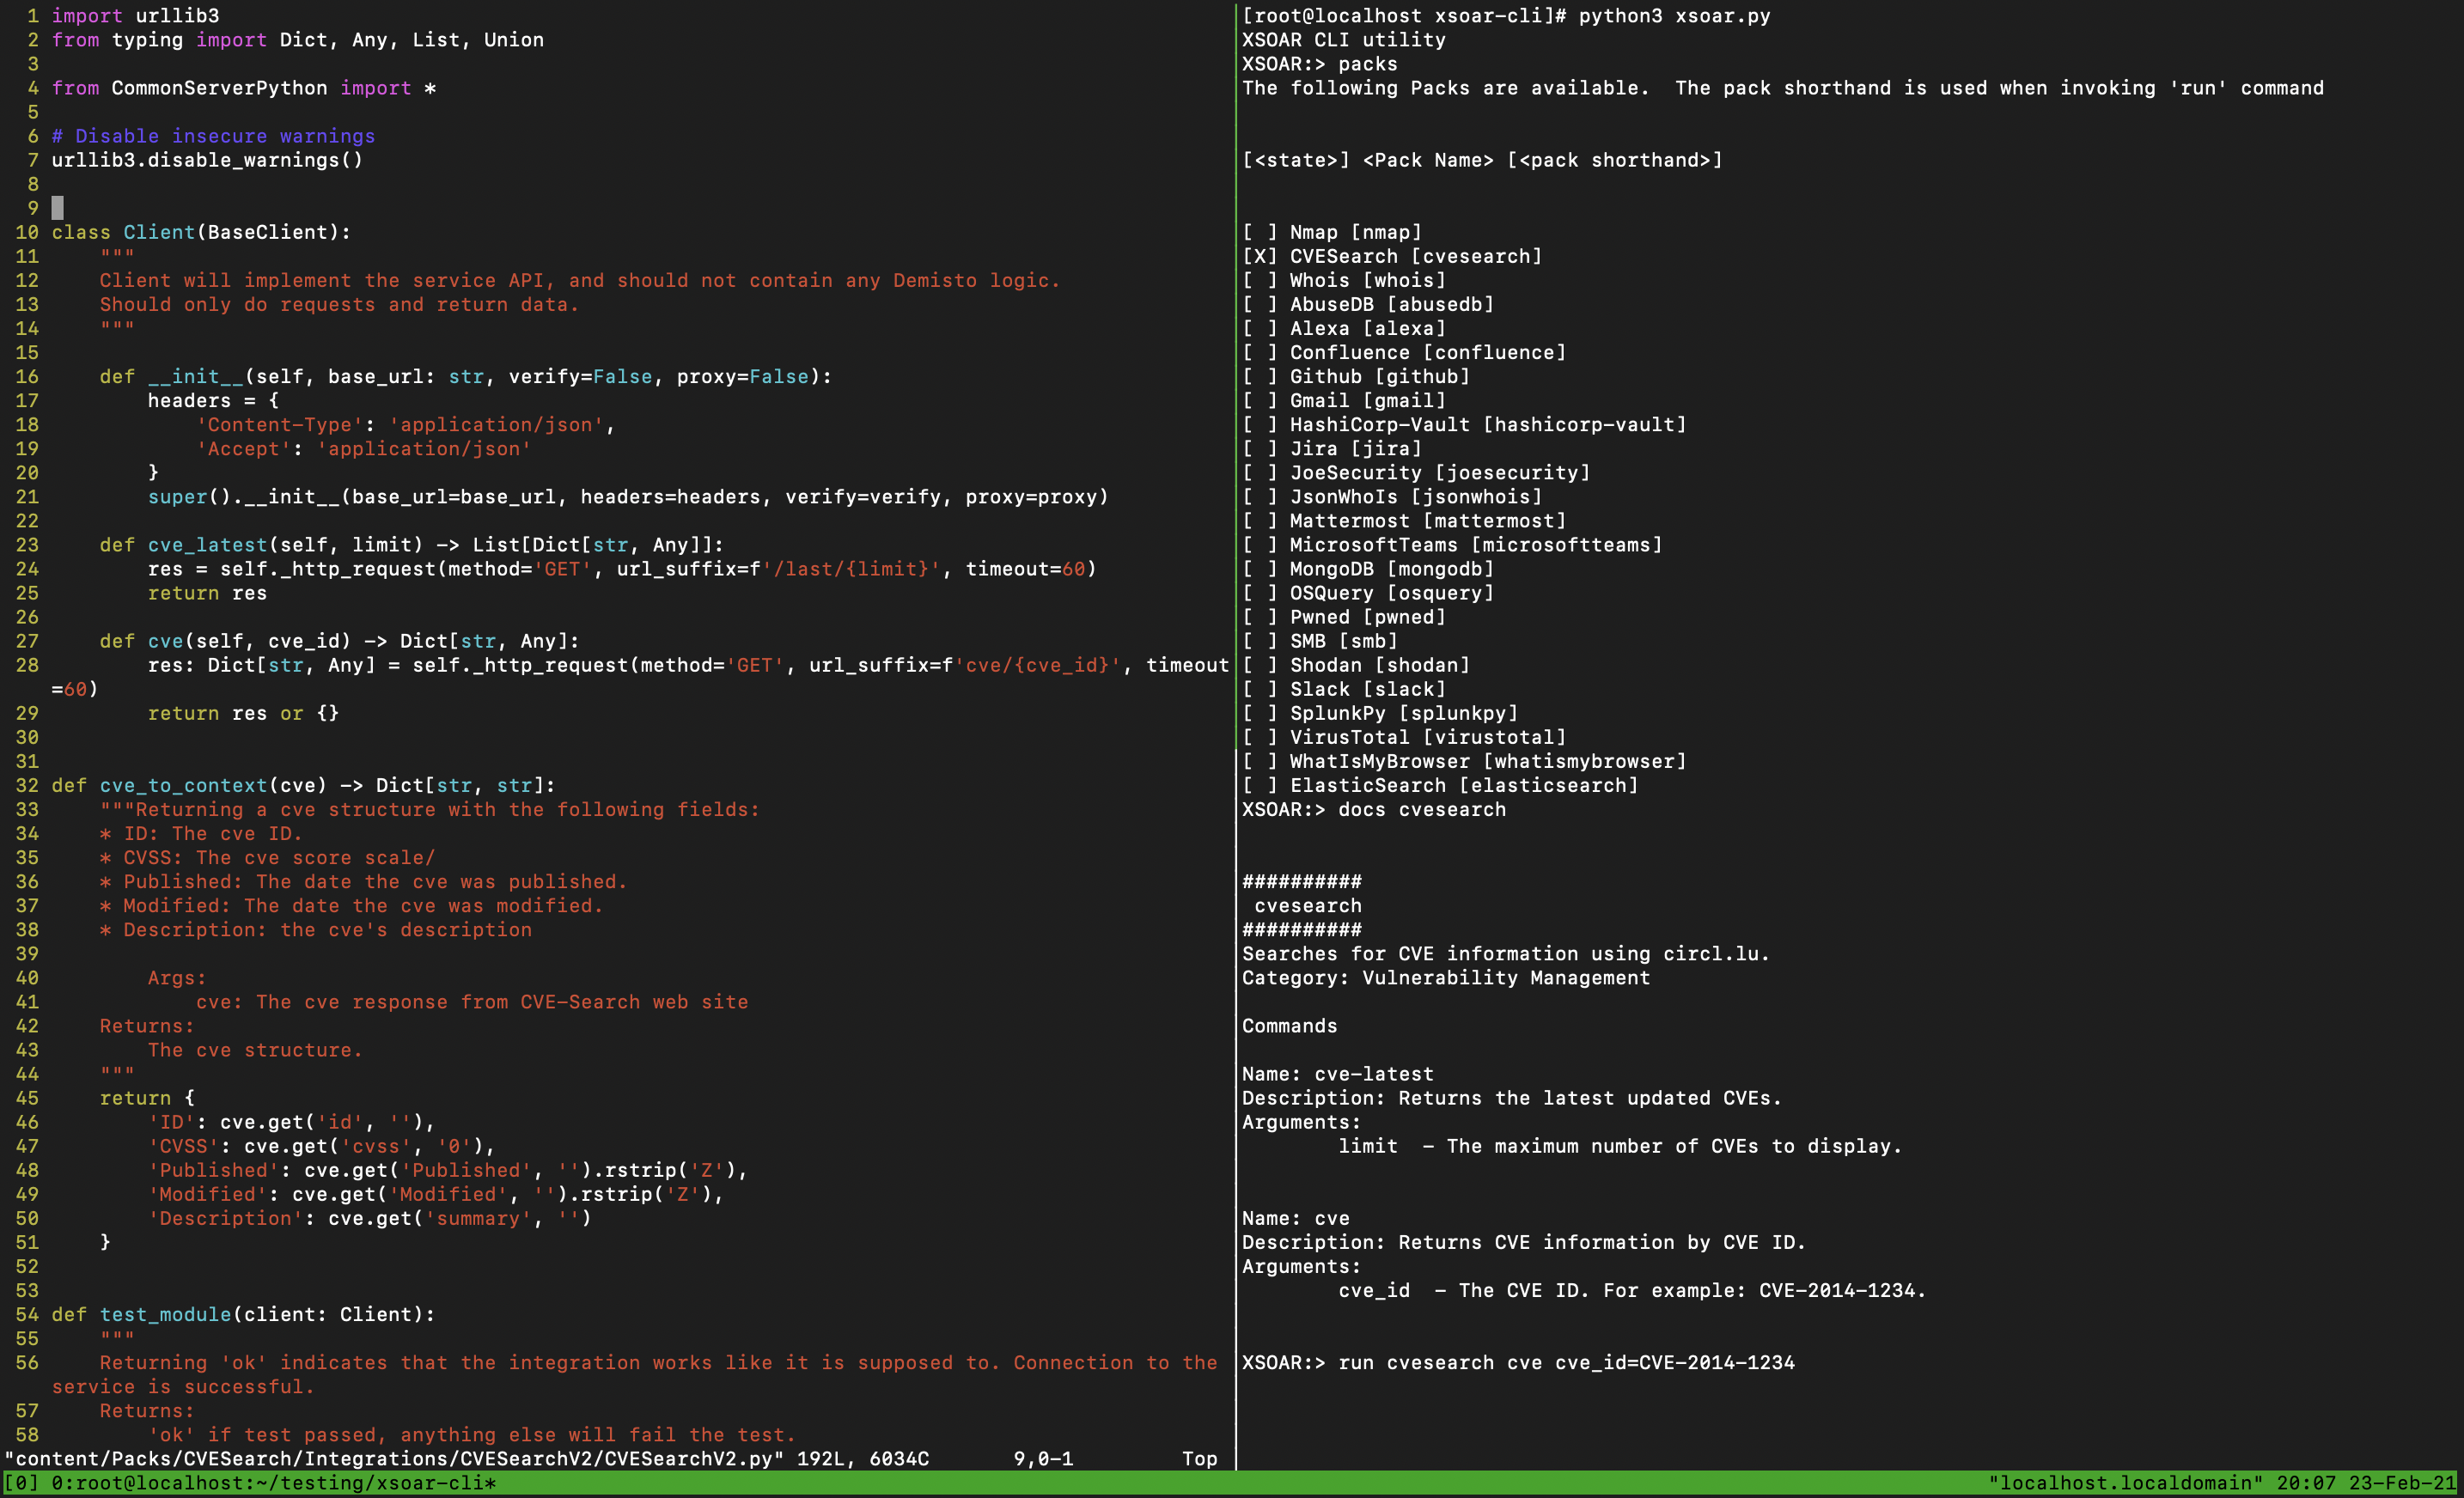 1 import urllib3
2 from typing import Dict, Any, List, Union
3
4 from CommonServerPython import *
5
6 # Disable insecure warnings
7 urllib3.disable_warnings()
8
9
10 class Client(BaseClient):
11     """
12     Client will implement the service API, and should not contain any Demisto logic.
13     Should only do requests and return data.
14     """
15
16     def __init__(self, base_url: str, verify=False, proxy=False):
17         headers = {
18             'Content-Type': 'application/json',
19             'Accept': 'application/json'
20         }
21         super().__init__(base_url=base_url, headers=headers, verify=verify, proxy=proxy)
22
23     def cve_latest(self, limit) -> List[Dict[str, Any]]:
24         res = self._http_request(method='GET', url_suffix=f'/last/{limit}', timeout=60)
25         return res
26
27     def cve(self, cve_id) -> Dict[str, Any]:
28         res: Dict[str, Any] = self._http_request(method='GET', url_suffix=f'cve/{cve_id}', timeout
=60)
29         return res or {}
30
31
32 def cve_to_context(cve) -> Dict[str, str]:
33     """Returning a cve structure with the following fields:
34     * ID: The cve ID.
35     * CVSS: The cve score scale/
36     * Published: The date the cve was published.
37     * Modified: The date the cve was modified.
38     * Description: the cve's description
39
40         Args:
41             cve: The cve response from CVE-Search web site
42     Returns:
43         The cve structure.
44     """
45     return {
46         'ID': cve.get('id', ''),
47         'CVSS': cve.get('cvss', '0'),
48         'Published': cve.get('Published', '').rstrip('Z'),
49         'Modified': cve.get('Modified', '').rstrip('Z'),
50         'Description': cve.get('summary', '')
51     }
52
53
54 def test_module(client: Client):
55     """
56     Returning 'ok' indicates that the integration works like it is supposed to. Connection to the
service is successful.
57     Returns:
58         'ok' if test passed, anything else will fail the test.
"content/Packs/CVESearch/Integrations/CVESearchV2/CVESearchV2.py" 192L, 6034C       9,0-1         Top
[root@localhost xsoar-cli]# python3 xsoar.py
XSOAR CLI utility
XSOAR:> packs
The following Packs are available.  The pack shorthand is used when invoking 'run' command
[<state>] <Pack Name> [<pack shorthand>]
[ ] Nmap [nmap]
[X] CVESearch [cvesearch]
[ ] Whois [whois]
[ ] AbuseDB [abusedb]
[ ] Alexa [alexa]
[ ] Confluence [confluence]
[ ] Github [github]
[ ] Gmail [gmail]
[ ] HashiCorp-Vault [hashicorp-vault]
[ ] Jira [jira]
[ ] JoeSecurity [joesecurity]
[ ] JsonWhoIs [jsonwhois]
[ ] Mattermost [mattermost]
[ ] MicrosoftTeams [microsoftteams]
[ ] MongoDB [mongodb]
[ ] OSQuery [osquery]
[ ] Pwned [pwned]
[ ] SMB [smb]
[ ] Shodan [shodan]
[ ] Slack [slack]
[ ] SplunkPy [splunkpy]
[ ] VirusTotal [virustotal]
[ ] WhatIsMyBrowser [whatismybrowser]
[ ] ElasticSearch [elasticsearch]
XSOAR:> docs cvesearch
##########
 cvesearch
##########
Searches for CVE information using circl.lu.
Category: Vulnerability Management
Commands
Name: cve-latest
Description: Returns the latest updated CVEs.
Arguments:
        limit  - The maximum number of CVEs to display.
Name: cve
Description: Returns CVE information by CVE ID.
Arguments:
        cve_id  - The CVE ID. For example: CVE-2014-1234.
XSOAR:> run cvesearch cve cve_id=CVE-2014-1234
[0] 0:root@localhost:~/testing/xsoar-cli*    "localhost.localdomain" 20:07 23-Feb-21